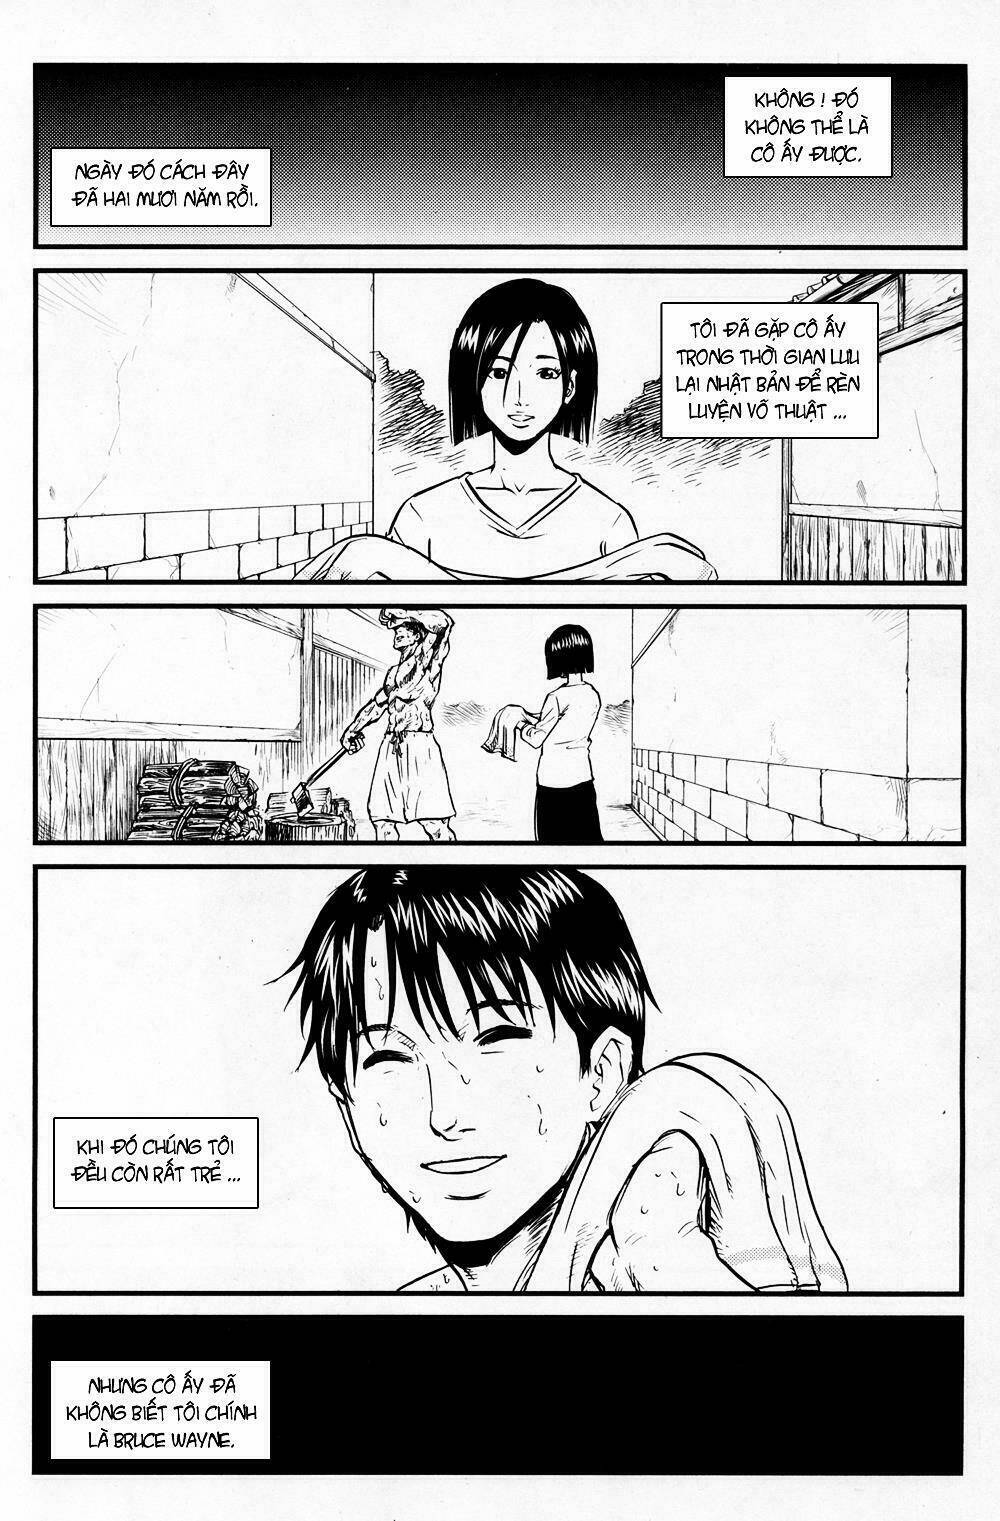 KHÔNG ! ĐÓ
KHÔNG THỂ LÀ
CÔ ẤY ĐƯỢC.
NGÀY ĐÓ CÁCH ĐÂY
ĐÃ HAI MƯƠI NĂM RỒI.
TÔI ĐÃ GẶP CÔ ẤY
TRONG THỜI GIAN LƯU
LẠI NHẬT BẢN ĐỂ RÈN
LUYỆN VÕ THUẬT ...
KHI ĐÓ CHÚNG TÔI
ĐỀU CÒN RẤT TRẺ ...
NHƯNG CÔ ẤY ĐÃ
KHÔNG BIẾT TÔI CHÍNH
LÀ BRUCE WAYNE.